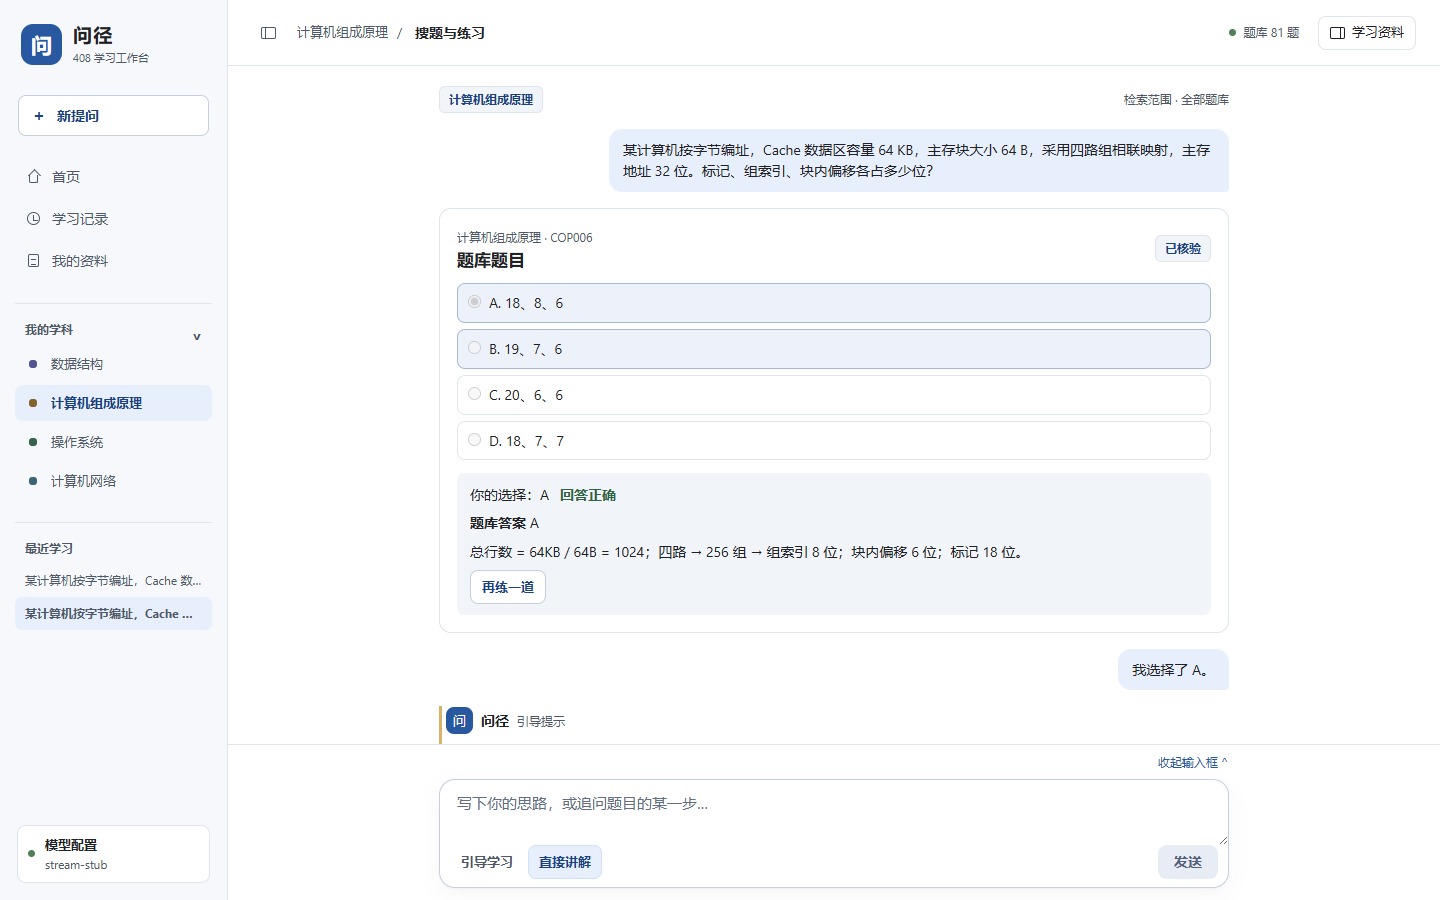 问
问径
408 学习工作台
+ 新提问
首页
学习记录
我的资料
我的学科
v
数据结构
计算机组成原理
操作系统
计算机网络
最近学习
某计算机按字节编址，Cache 数...
某计算机按字节编址，Cache ...
模型配置
stream-stub
计算机组成原理 / 搜题与练习
题库 81 题
学习资料
计算机组成原理
检索范围 · 全部题库
某计算机按字节编址，Cache 数据区容量 64 KB，主存块大小 64 B，采用四路组相联映射，主存
地址 32 位。标记、组索引、块内偏移各占多少位？
计算机组成原理 · COP006
题库题目
已核验
A. 18、8、6
B. 19、7、6
C. 20、6、6
D. 18、7、7
你的选择：A 回答正确
题库答案 A
总行数 = 64KB / 64B = 1024；四路 → 256 组 → 组索引 8 位；块内偏移 6 位；标记 18 位。
再练一道
我选择了 A。
问 问径 引导提示
收起输入框 ^
写下你的思路，或追问题目的某一步...
引导学习
直接讲解
发送